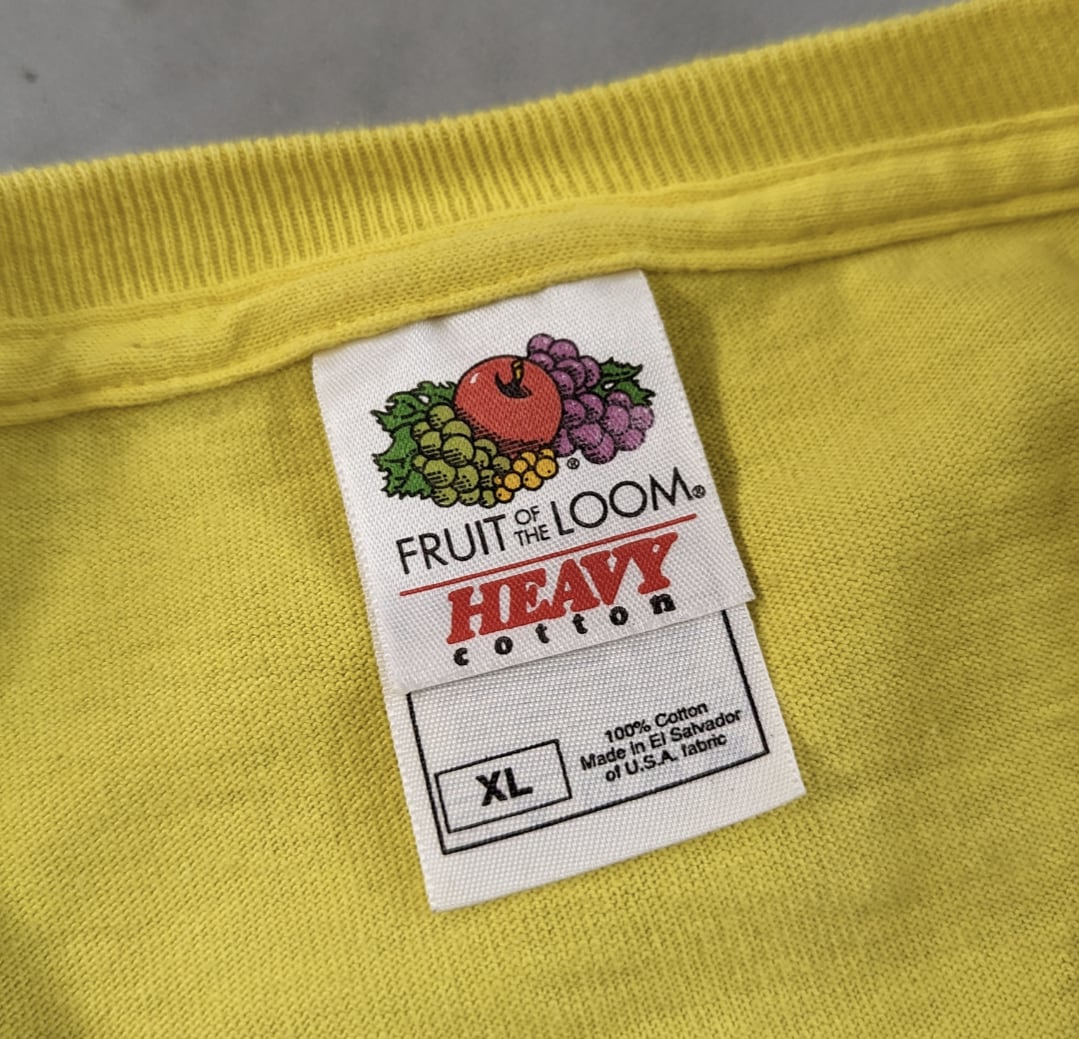 FRUIT OF THE LOOM®
HEAVY
cotton
XL
100% Cotton
Made in El Salvador
of U.S.A. fabric